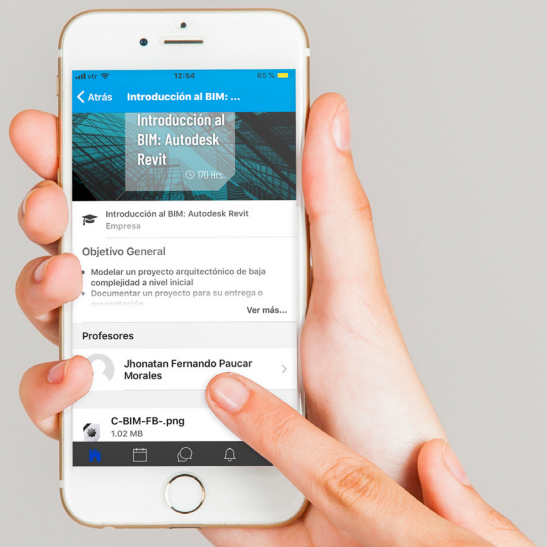 vtr 12:54 85 %
Atrás Introducción al BIM: ...
Introducción al
BIM: Autodesk
Revit
170 Hrs.
Introducción al BIM: Autodesk Revit
Empresa
Objetivo General
• Modelar un proyecto arquitectónico de baja
complejidad a nivel inicial
• Documentar un proyecto para su entrega o
presentación
Ver más...
Profesores
Jhonatan Fernando Paucar
Morales
C-BIM-FB-.png
1.02 MB